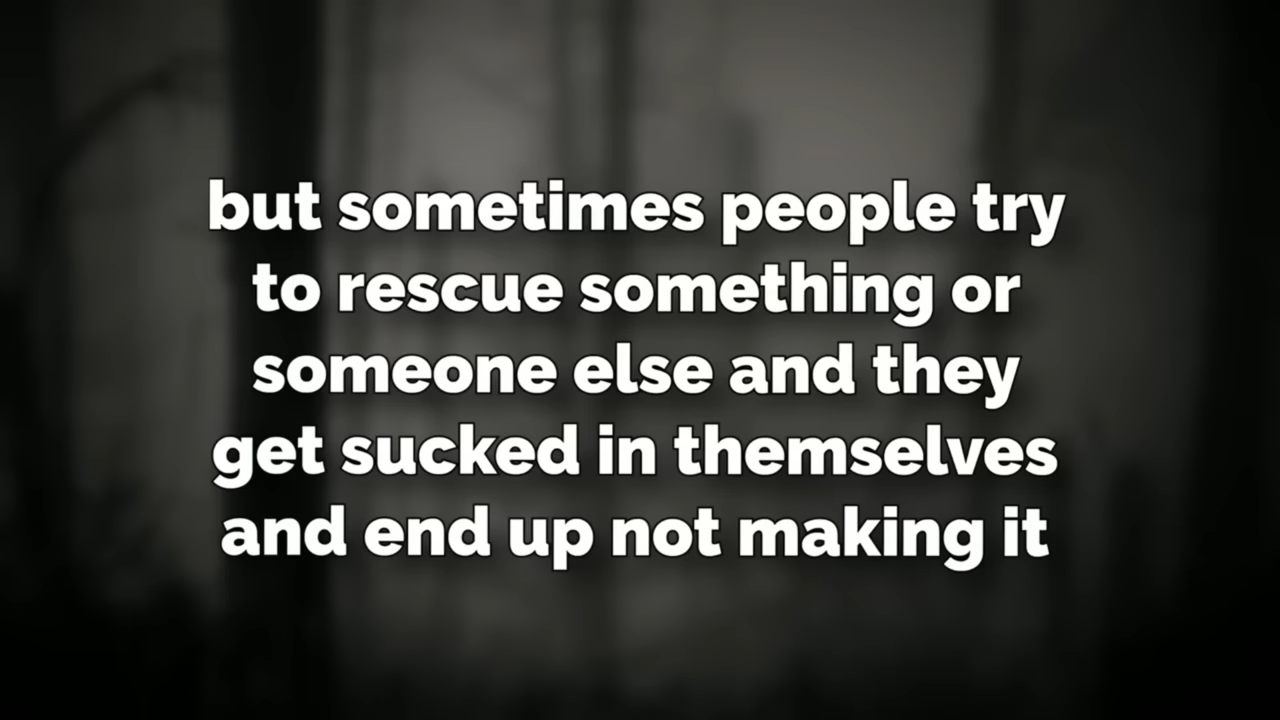 but sometimes people try
to rescue something or
someone else and they
get sucked in themselves
and end up not making it